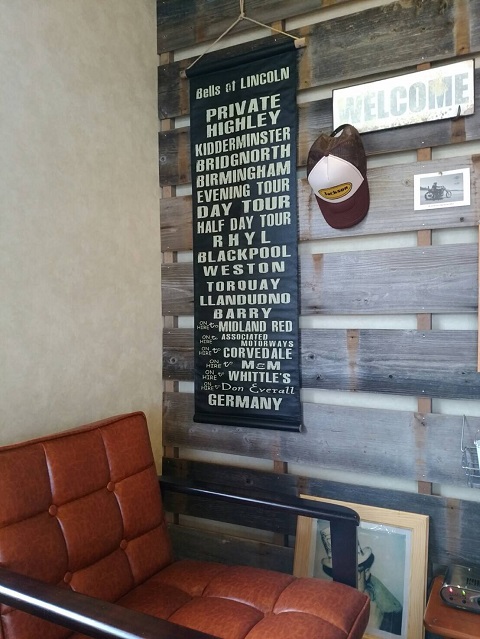 Bells of LINCOLN
PRIVATE
HIGHLEY
KIDDERMINSTER
BRIDGNORTH
BIRMINGHAM
EVENING TOUR
DAY TOUR
HALF DAY TOUR
RHYL
BLACKPOOL
WESTON
TORQUAY
LLANDUDNO
BARRY
ON HIRE to MIDLAND RED
ON HIRE to ASSOCIATED MOTORWAYS
ON HIRE to CORVEDALE
ON HIRE to M&M
ON HIRE to WHITTLE'S
ON HIRE to Don Everall
GERMANY
WELCOME
Jackson